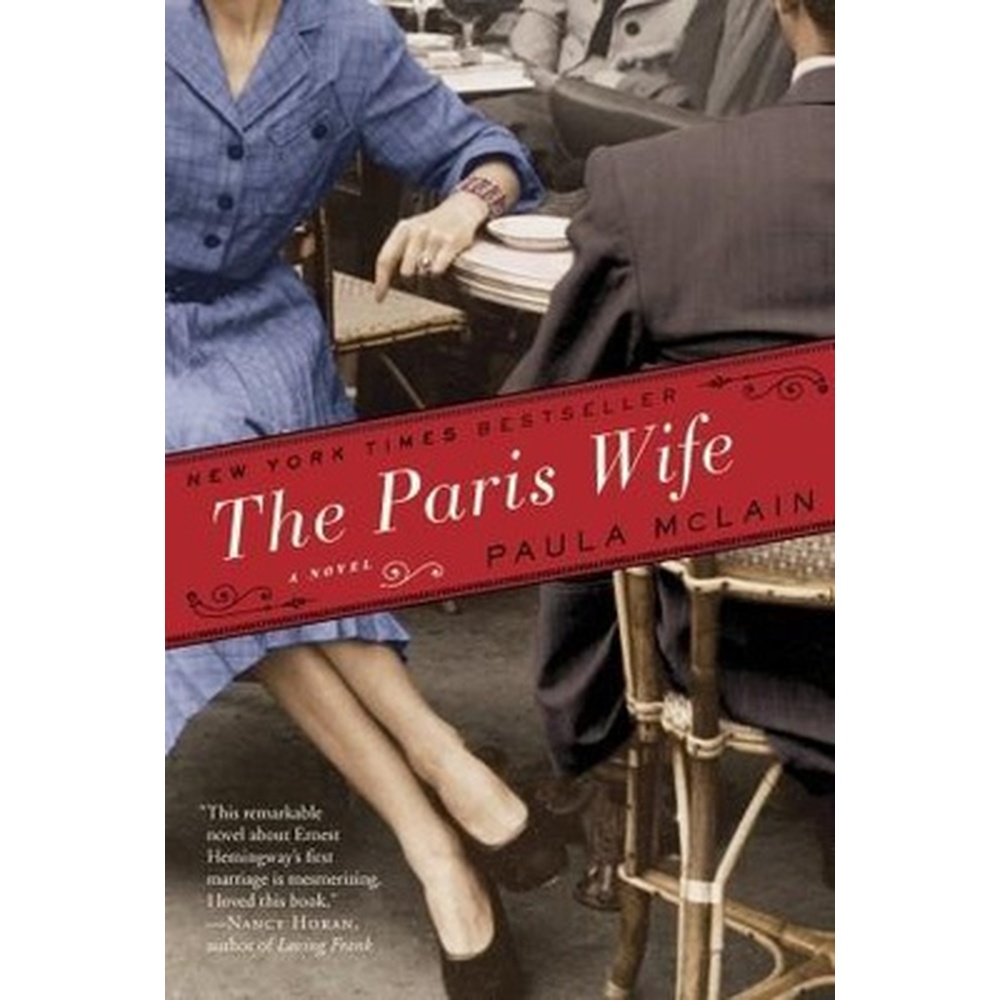 NEW YORK TIMES BESTSELLER
The Paris Wife
A NOVEL
PAULA McLAIN
"This remarkable
novel about Ernest
Hemingway's first
marriage is mesmerizing.
I loved this book."
—NANCY HORAN,
author of Loving Frank